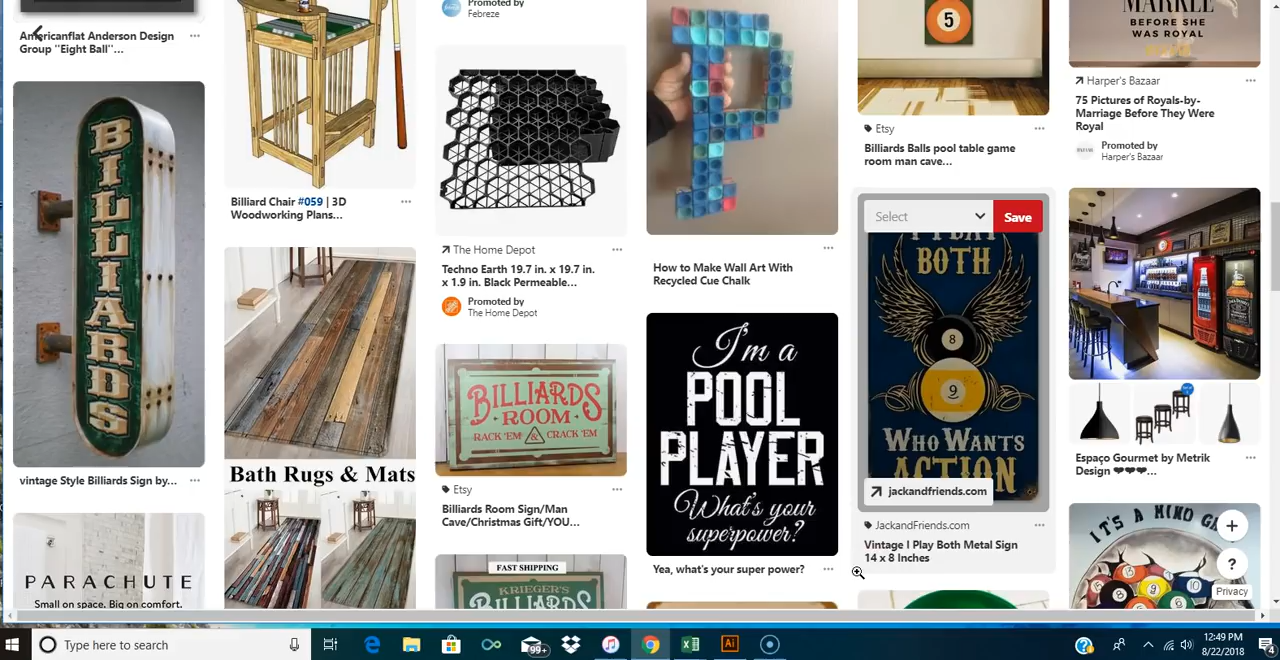 Americanflat Anderson Design
Group "Eight Ball"...
BILLIARDS
vintage Style Billiards Sign by...
PARACHUTE
Small on space. Big on comfort.
Billiard Chair #059 | 3D
Woodworking Plans...
Bath Rugs & Mats
Promoted by
Febreze
The Home Depot
Techno Earth 19.7 in. x 19.7 in.
x 1.9 in. Black Permeable...
Promoted by
The Home Depot
BILLIARDS
ROOM
RACK 'EM & CRACK 'EM
Etsy
Billiards Room Sign/Man
Cave/Christmas Gift/YOU...
FAST SHIPPING
KRIEGER'S
BILLIARDS
How to Make Wall Art With
Recycled Cue Chalk
I'm a
POOL
PLAYER
What's your
superpower?
Yea, what's your super power?
5
Etsy
Billiards Balls pool table game
room man cave...
Select
Save
I PLAY
BOTH
8
9
WHO WANTS
ACTION
jackandfriends.com
JackandFriends.com
Vintage I Play Both Metal Sign
14 x 8 Inches
MARKLE
BEFORE SHE
WAS ROYAL
Harper's Bazaar
75 Pictures of Royals-by-
Marriage Before They Were
Royal
Promoted by
Harper's Bazaar
Espaço Gourmet by Metrik
Design ❤❤❤...
IT'S A MIND GA
10
+
?
Privacy
Type here to search
99+
12:49 PM
8/22/2018
4